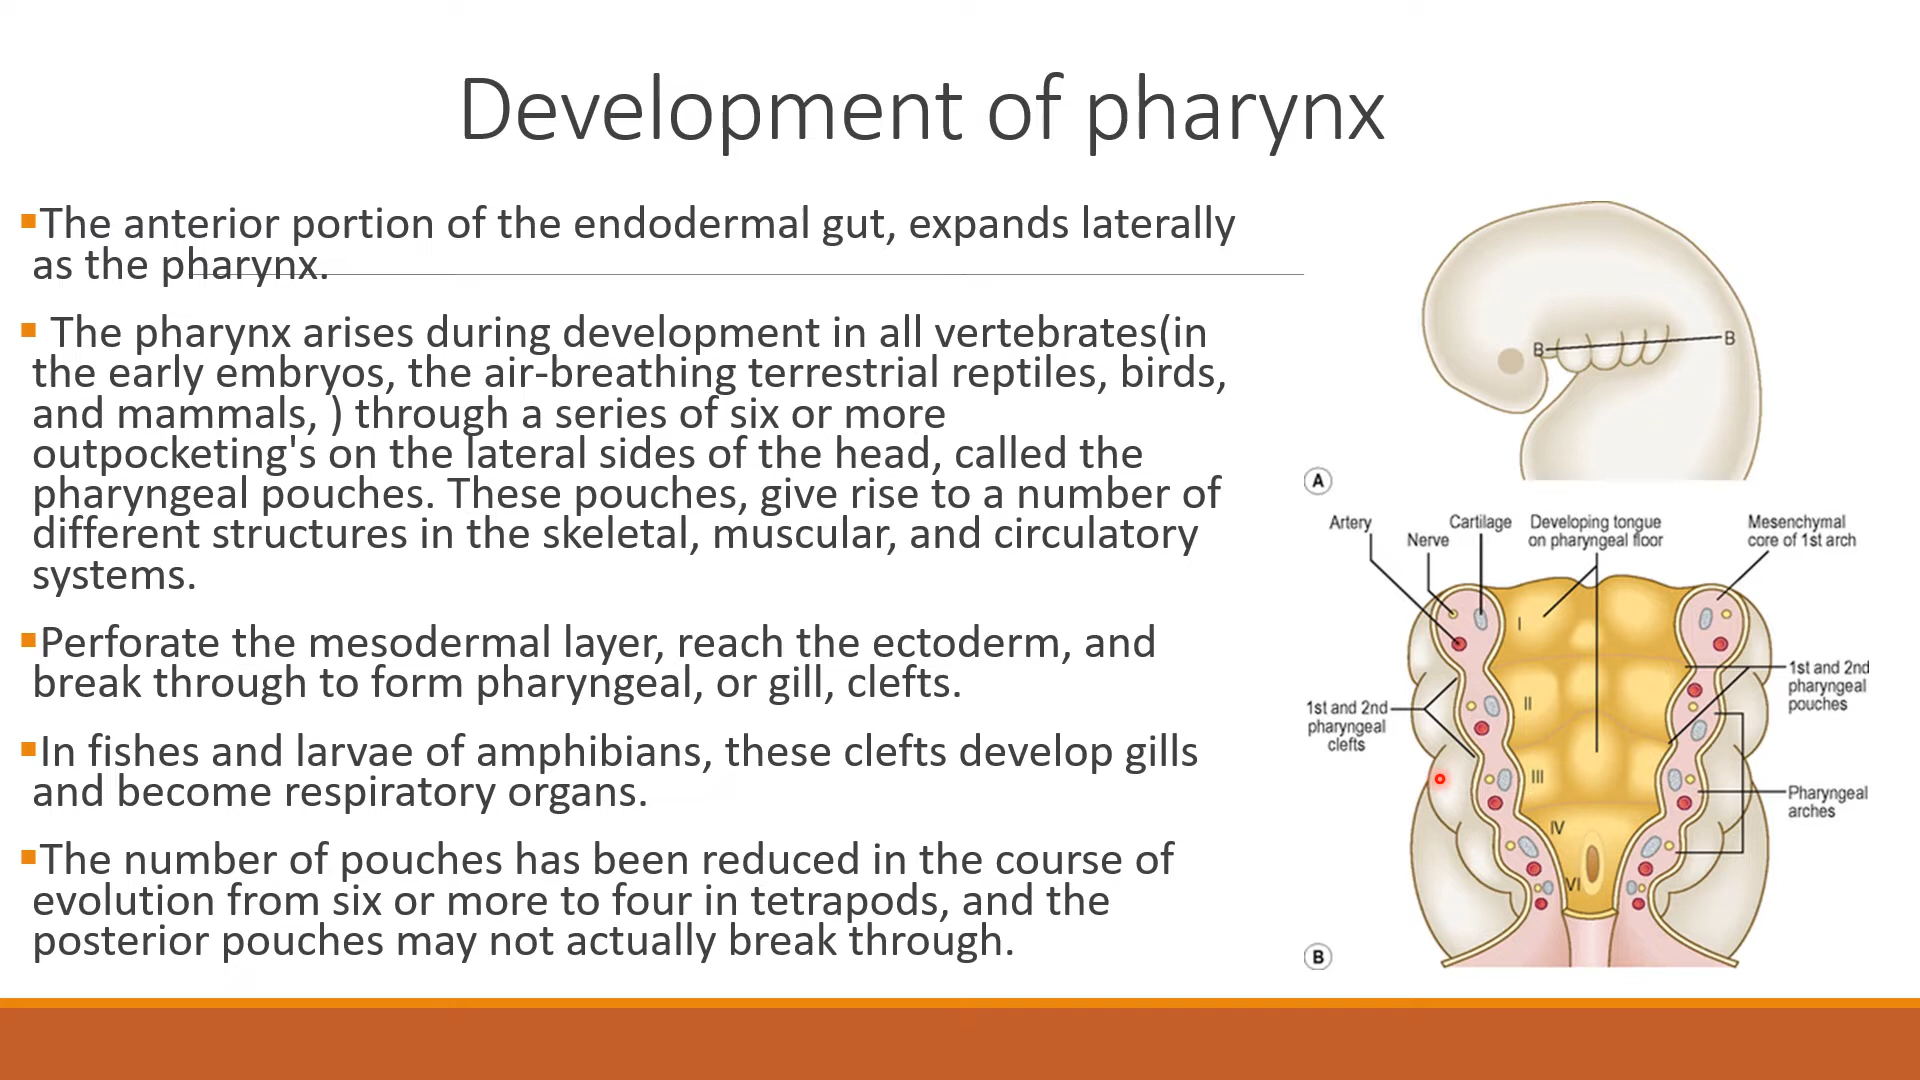 Development of pharynx
▪The anterior portion of the endodermal gut, expands laterally
as the pharynx.
▪ The pharynx arises during development in all vertebrates(in
the early embryos, the air-breathing terrestrial reptiles, birds,
and mammals, ) through a series of six or more
outpocketing's on the lateral sides of the head, called the
pharyngeal pouches. These pouches, give rise to a number of
different structures in the skeletal, muscular, and circulatory
systems.
▪Perforate the mesodermal layer, reach the ectoderm, and
break through to form pharyngeal, or gill, clefts.
▪In fishes and larvae of amphibians, these clefts develop gills
and become respiratory organs.
▪The number of pouches has been reduced in the course of
evolution from six or more to four in tetrapods, and the
posterior pouches may not actually break through.
B
B
A
Artery
Nerve
Cartilage
Developing tongue
on pharyngeal floor
Mesenchymal
core of 1st arch
I
II
III
IV
VI
1st and 2nd
pharyngeal
clefts
1st and 2nd
pharyngeal
pouches
Pharyngeal
arches
B